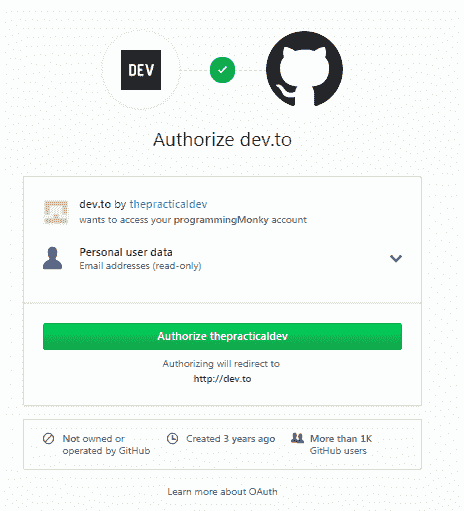 DEV
Authorize dev.to
dev.to by thepracticaldev
wants to access your programmingMonky account
Personal user data
Email addresses (read-only)
Authorize thepracticaldev
Authorizing will redirect to
http://dev.to
Not owned or
operated by GitHub
Created 3 years ago
More than 1K
GitHub users
Learn more about OAuth